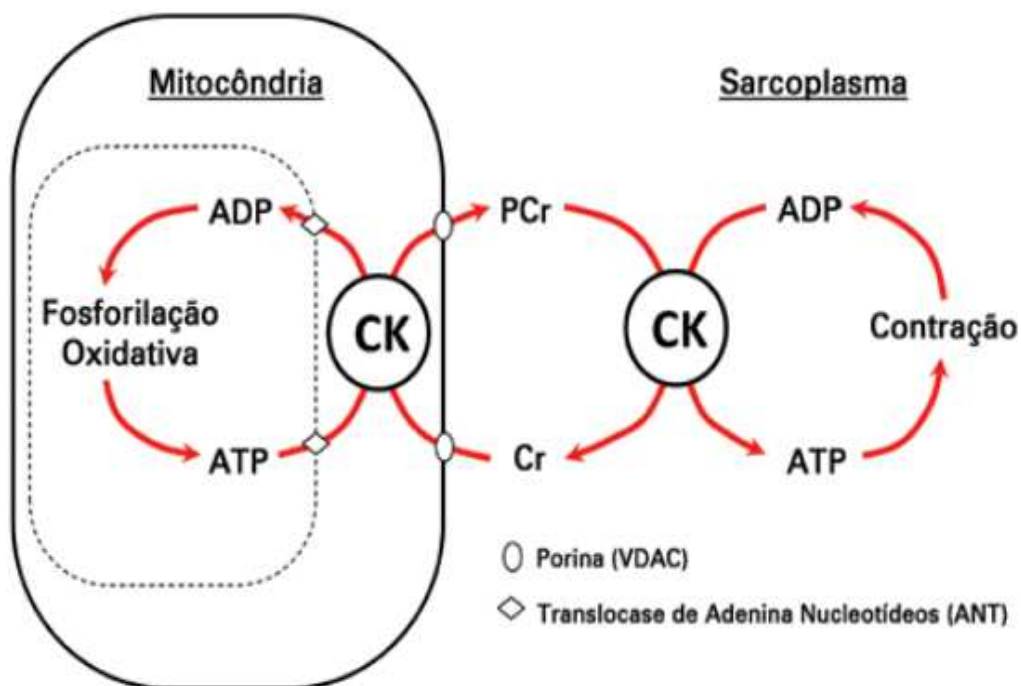 Mitocôndria
Sarcoplasma
ADP
PCr
ADP
Fosforilação
Oxidativa
CK
CK
Contração
ATP
Cr
ATP
Porina (VDAC)
Translocase de Adenina Nucleotídeos (ANT)